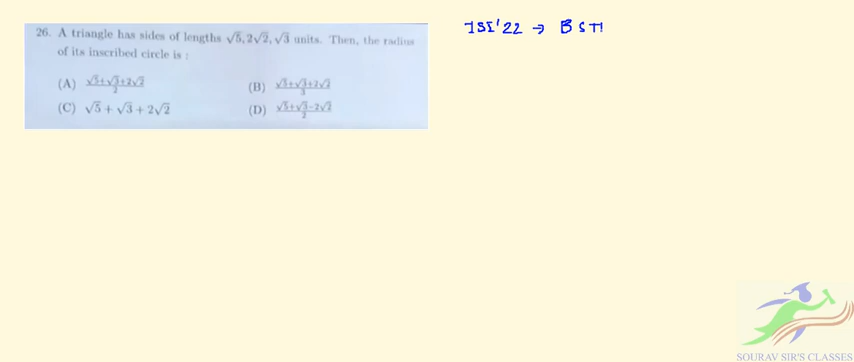 26. A triangle has sides of lengths √5, 2√2, √3 units. Then, the radius
of its inscribed circle is :
(A) (√5+√3+2√2)/2 (B) (√5+√3+2√2)/3
(C) √5 + √3 + 2√2 (D) (√5+√3−2√2)/2
ISI'22 → B ST
SOURAV SIR'S CLASSES